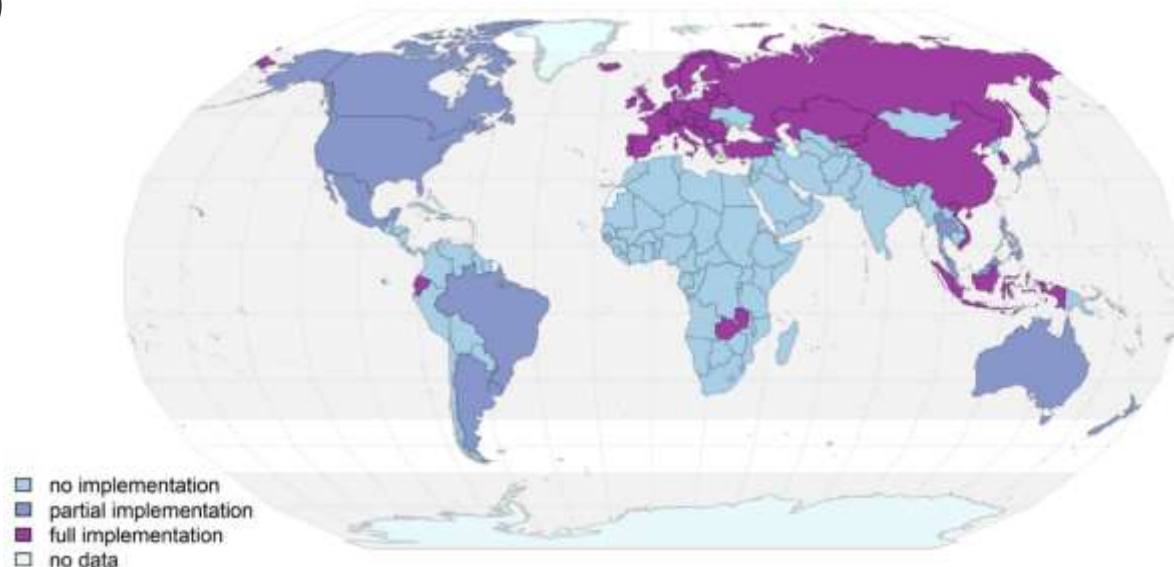 )
no implementation
partial implementation
full implementation
no data